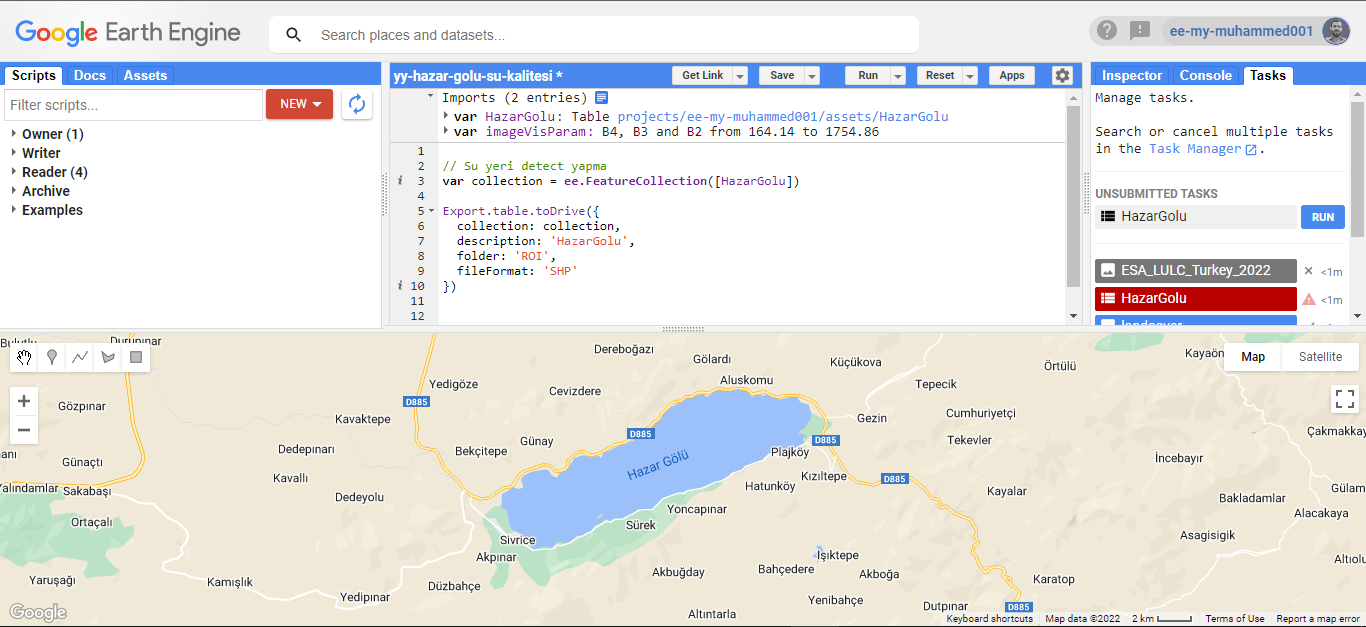 Google Earth Engine
Search places and datasets...
ee-my-muhammed001
Scripts Docs Assets
Filter scripts...
NEW
Owner (1)
Writer
Reader (4)
Archive
Examples
yy-hazar-golu-su-kalitesi *
Get Link Save Run Reset Apps
Imports (2 entries)
var HazarGolu: Table projects/ee-my-muhammed001/assets/HazarGolu
var imageVisParam: B4, B3 and B2 from 164.14 to 1754.86
1
2 // Su yeri detect yapma
i 3 var collection = ee.FeatureCollection([HazarGolu])
4
5 Export.table.toDrive({
6 collection: collection,
7 description: 'HazarGolu',
8 folder: 'ROI',
9 fileFormat: 'SHP'
i 10 })
11
12
Inspector Console Tasks
Manage tasks.
Search or cancel multiple tasks
in the Task Manager.
UNSUBMITTED TASKS
HazarGolu RUN
ESA_LULC_Turkey_2022 <1m
HazarGolu <1m
Durupınar
Dereboğazı
Gölardı
Küçükova
Örtülü
Map Satellite
Yedigöze
Cevizdere
Aluskomu
Tepecik
D885
Gözpınar
Kavaktepe
Gezin
Cumhuriyetçi
D885
D885
Çakmakkay
Günay
Tekevler
Dedepınarı
Bekçitepe
Plajköy
Günaçtı
Hazar Gölü
İncebayır
Kavallı
Kızıltepe
D885
Yalındamlar
Sakabaşı
Dedeyolu
Hatunköy
Kayalar
Bakladamlar
Gülam
Yoncapınar
Alacakaya
Ortaçalı
Sürek
Sivrice
Asagisigik
Akpınar
Işıktepe
Altıolu
Yaruşağı
Kamışlık
Düzbahçe
Akbuğday
Bahçedere
Akboğa
Karatop
Yedipınar
Yenibahçe
Altıntarla
Dutpınar
D885
Google
Keyboard shortcuts Map data ©2022 2 km Terms of Use Report a map error